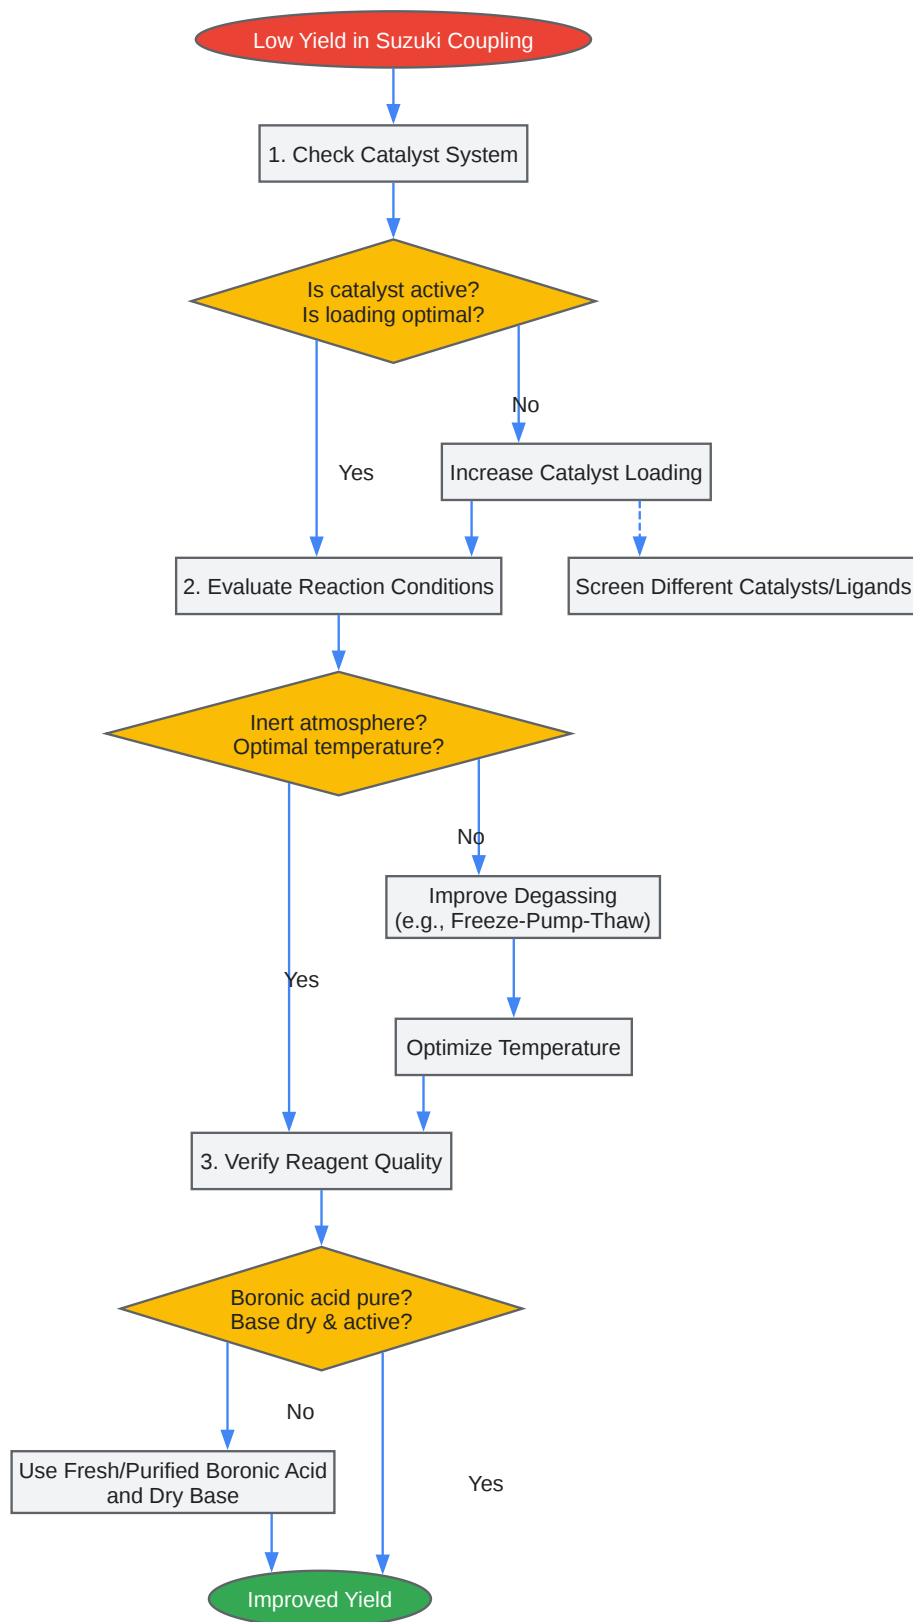 Low Yield in Suzuki Coupling
1. Check Catalyst System
Is catalyst active?
Is loading optimal?
No
Yes
Increase Catalyst Loading
2. Evaluate Reaction Conditions
Screen Different Catalysts/Ligands
Inert atmosphere?
Optimal temperature?
No
Improve Degassing
(e.g., Freeze-Pump-Thaw)
Yes
Optimize Temperature
3. Verify Reagent Quality
Boronic acid pure?
Base dry & active?
No
Use Fresh/Purified Boronic Acid
and Dry Base
Yes
Improved Yield